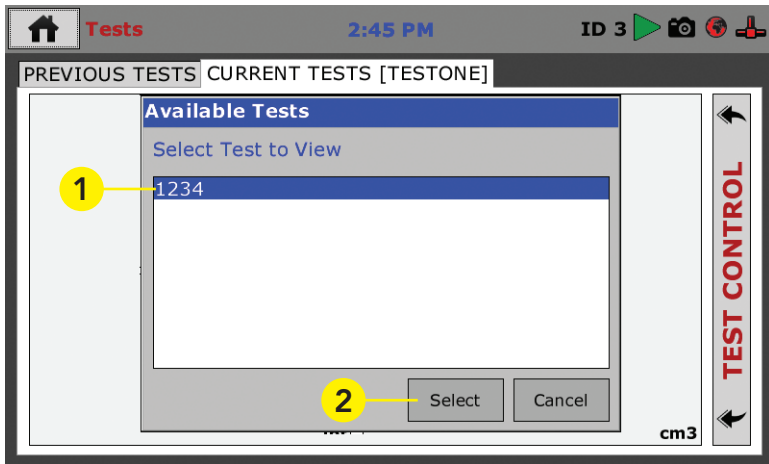 Tests 2:45 PM ID 3
PREVIOUS TESTS CURRENT TESTS [TESTONE]
Available Tests
Select Test to View
1 1234
2 Select Cancel
cm3
TEST CONTROL